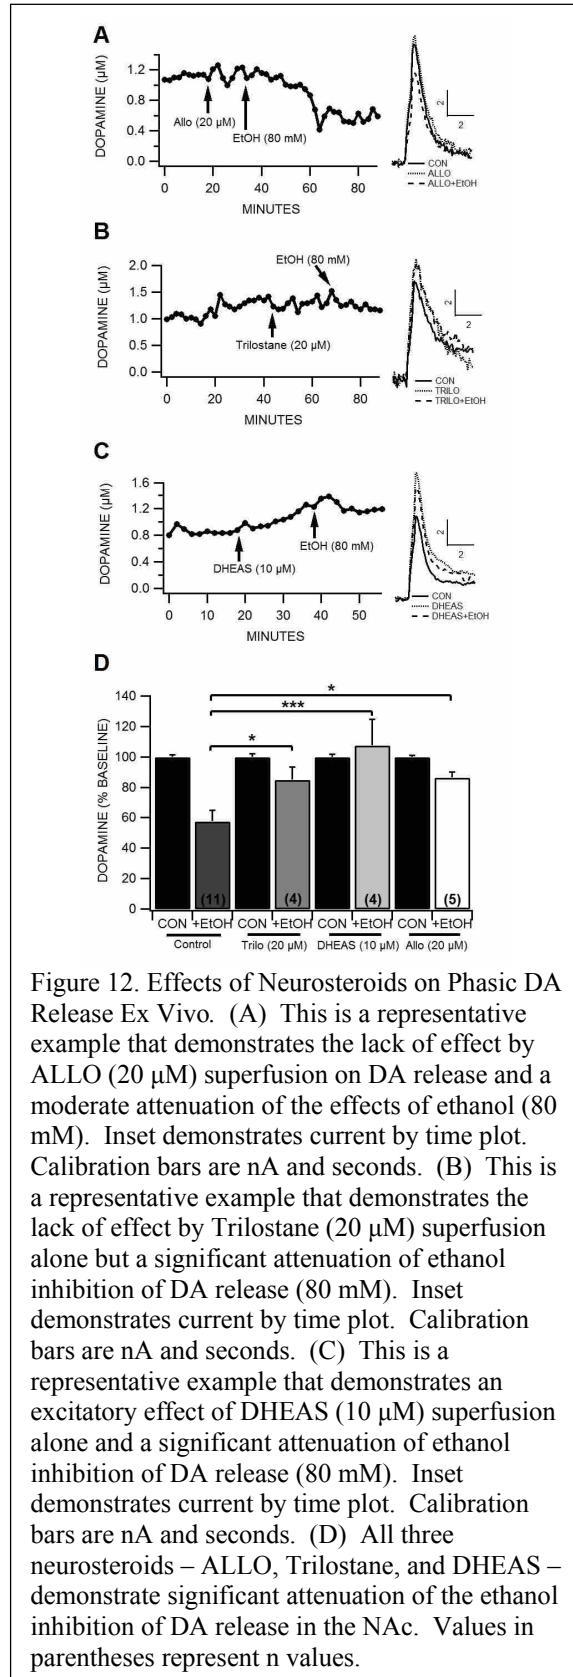 A
DOPAMINE (µM)
1.2
0.8
0.4
0.0
Allo (20 µM)
EtOH (80 mM)
0 20 40 60 80
MINUTES
2
2
CON
ALLO
ALLO+EtOH
B
DOPAMINE (µM)
2.0
1.5
1.0
0.5
0.0
EtOH (80 mM)
Trilostane (20 µM)
0 20 40 60 80
MINUTES
2
2
CON
TRILO
TRILO+EtOH
C
DOPAMINE (µM)
1.6
1.2
0.8
0.4
0.0
DHEAS (10 µM)
EtOH (80 mM)
0 10 20 30 40 50
MINUTES
2
2
CON
DHEAS
DHEAS+EtOH
D
DOPAMINE (% BASELINE)
140
120
100
80
60
40
20
0
*
***
*
(11) (4) (4) (5)
CON +EtOH CON +EtOH CON +EtOH CON +EtOH
Control Trilo (20 µM) DHEAS (10 µM) Allo (20 µM)
Figure 12. Effects of Neurosteroids on Phasic DA
Release Ex Vivo. (A) This is a representative
example that demonstrates the lack of effect by
ALLO (20 µM) superfusion on DA release and a
moderate attenuation of the effects of ethanol (80
mM). Inset demonstrates current by time plot.
Calibration bars are nA and seconds. (B) This is
a representative example that demonstrates the
lack of effect by Trilostane (20 µM) superfusion
alone but a significant attenuation of ethanol
inhibition of DA release (80 mM). Inset
demonstrates current by time plot. Calibration
bars are nA and seconds. (C) This is a
representative example that demonstrates an
excitatory effect of DHEAS (10 µM) superfusion
alone and a significant attenuation of ethanol
inhibition of DA release (80 mM). Inset
demonstrates current by time plot. Calibration
bars are nA and seconds. (D) All three
neurosteroids – ALLO, Trilostane, and DHEAS –
demonstrate significant attenuation of the ethanol
inhibition of DA release in the NAc. Values in
parentheses represent n values.